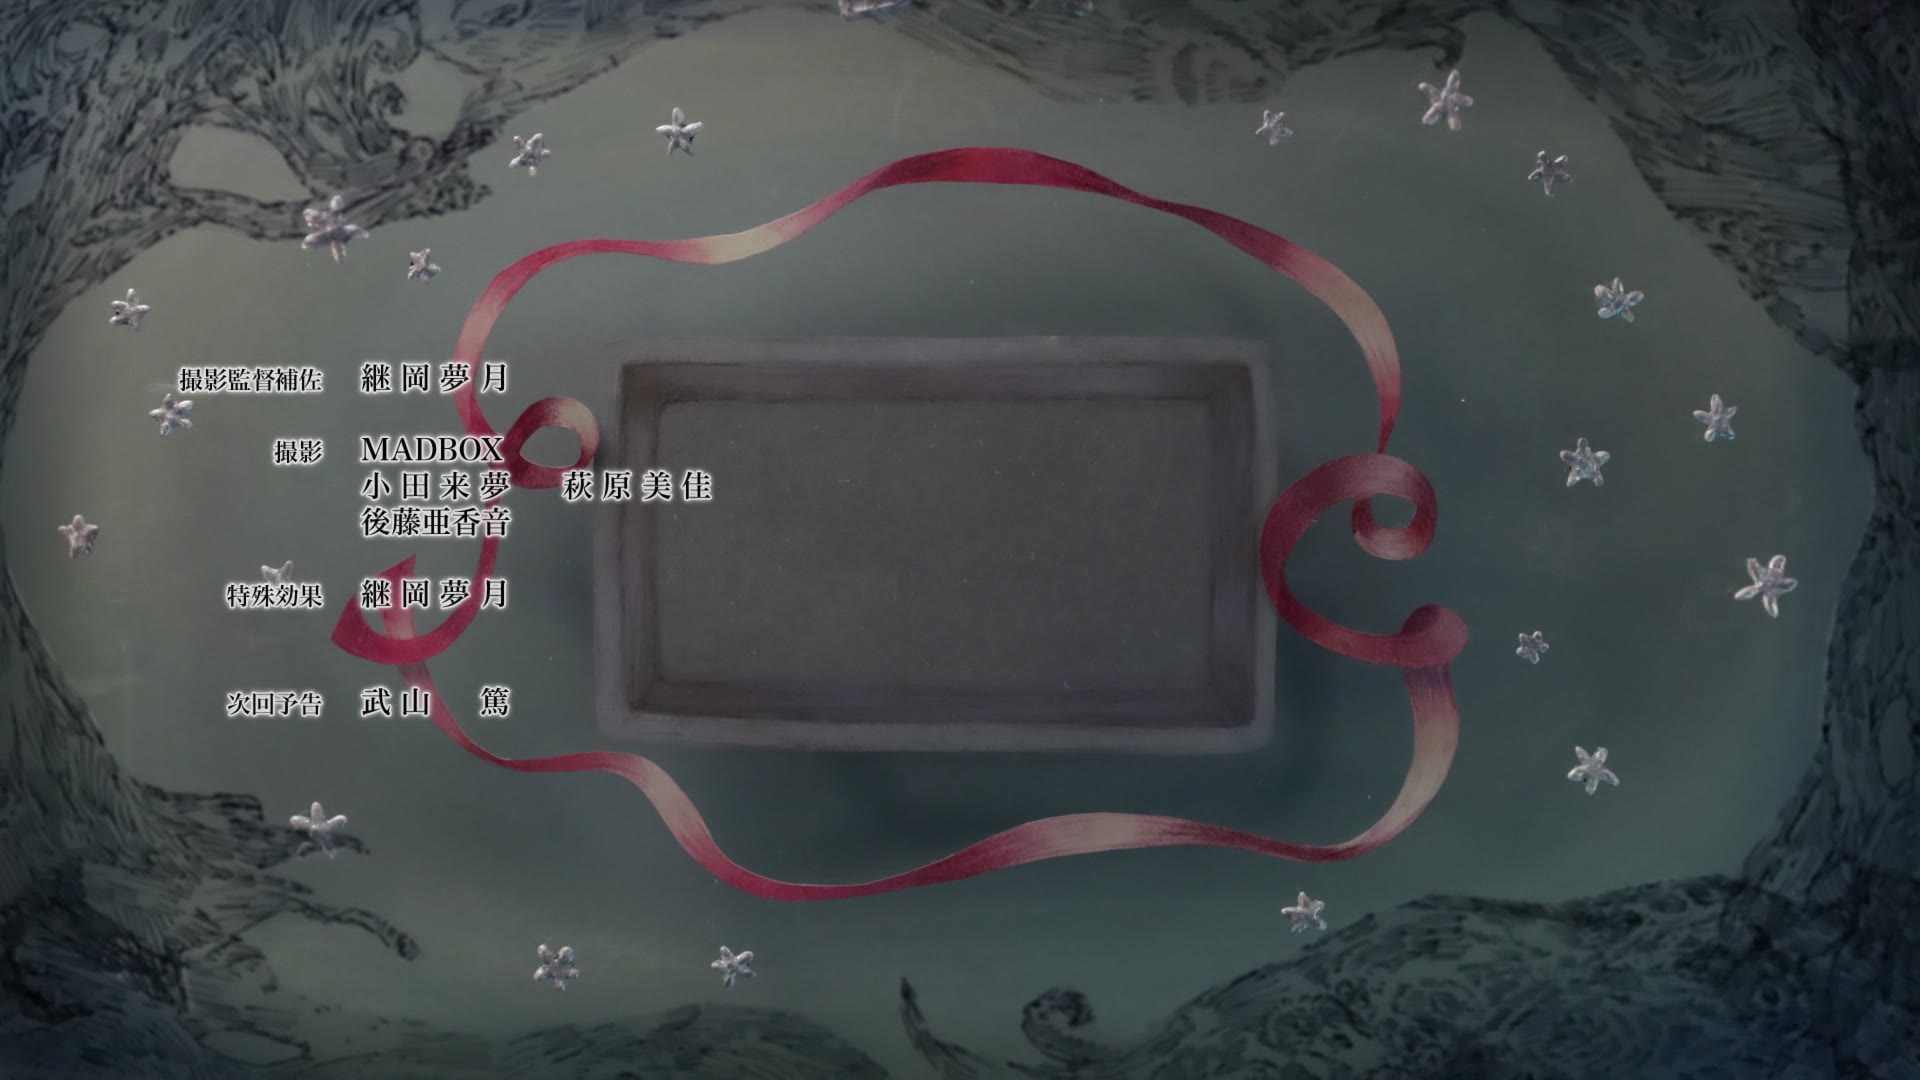 撮影監督補佐 継岡夢月
撮影 MADBOX
小田来夢 萩原美佳
後藤亜香音
特殊効果 継岡夢月
次回予告 武山 篤